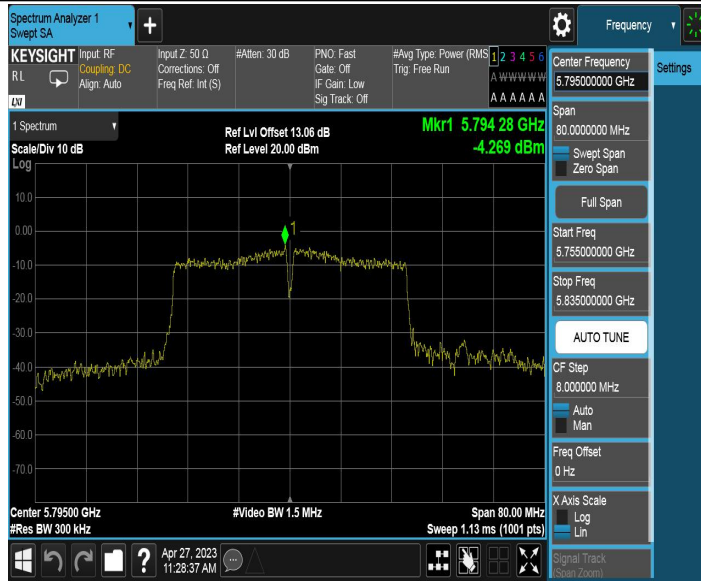 Spectrum Analyzer 1
Swept SA
+
Frequency
KEYSIGHT
RL
LXI
Input: RF
Coupling: DC
Align: Auto
Input Z: 50 Ω
Corrections: Off
Freq Ref: Int (S)
#Atten: 30 dB
PNO: Fast
Gate: Off
IF Gain: Low
Sig Track: Off
#Avg Type: Power (RMS
Trig: Free Run
1 2 3 4 5 6
A W W W W W
A A A A A A
1 Spectrum
Scale/Div 10 dB
Log
Ref Lvl Offset 13.06 dB
Ref Level 20.00 dBm
Mkr1 5.794 28 GHz
-4.269 dBm
1
10.0
0.00
-10.0
-20.0
-30.0
-40.0
-50.0
-60.0
-70.0
Center 5.79500 GHz
#Res BW 300 kHz
#Video BW 1.5 MHz
Span 80.00 MHz
Sweep 1.13 ms (1001 pts)
?
Apr 27, 2023
11:28:37 AM
Center Frequency
5.795000000 GHz
Settings
Span
80.0000000 MHz
Swept Span
Zero Span
Full Span
Start Freq
5.755000000 GHz
Stop Freq
5.835000000 GHz
AUTO TUNE
CF Step
8.000000 MHz
Auto
Man
Freq Offset
0 Hz
X Axis Scale
Log
Lin
Signal Track
(Span Zoom)